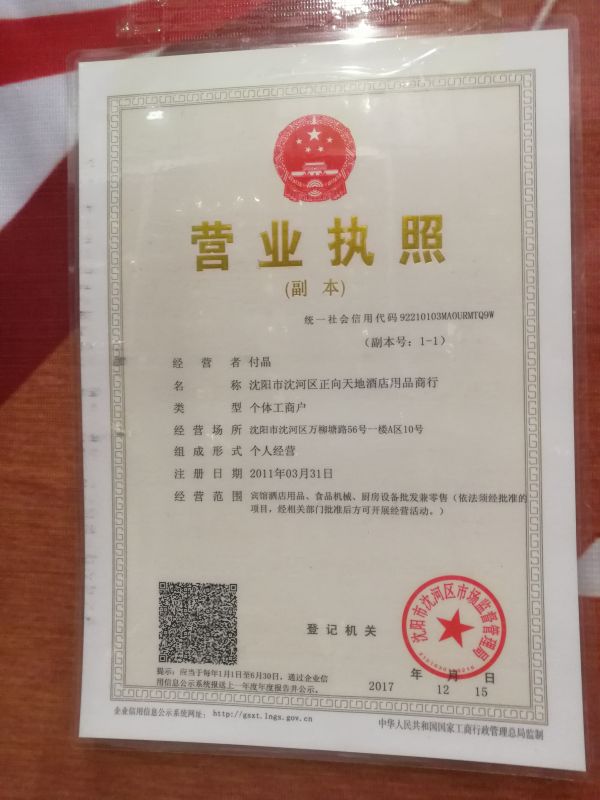 营业执照
(副 本)
统一社会信用代码 92210103MA0URMTQ9W
(副本号: 1-1)
经 营 者 付晶
名 称 沈阳市沈河区正向天地酒店用品商行
类 型 个体工商户
经 营 场 所 沈阳市沈河区万柳塘路56号一楼A区10号
组 成 形 式 个人经营
注 册 日 期 2011年03月31日
经 营 范 围 宾馆酒店用品、食品机械、厨房设备批发兼零售（依法须经批准的
项目，经相关部门批准后方可开展经营活动。）
登 记 机 关
沈阳市沈河区市场监督管理局
提示: 应当于每年1月1日至6月30日，通过企业信
用信息公示系统报送上一年度年度报告并公示。
2017 年 12 月 15 日
企业信用信息公示系统网址: http://gsxt.lngs.gov.cn
中华人民共和国国家工商行政管理总局监制